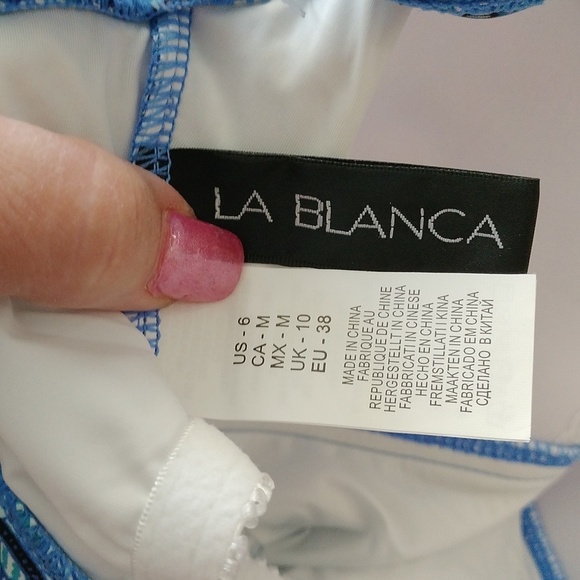 LA BLANCA
US - 6
CA - M
MX - M
UK - 10
EU - 38
MADE IN CHINA
FABRIQUE AU
REPUBLIQUE DE CHINE
HERGESTELLT IN CHINA
FABBRICATI IN CINESE
HECHO EN CHINA
FREMSTILLATI I KINA
MAAKTEN IN CHINA
FABRICADO EM CHINA
СДЕЛАНО В КИТАЙ